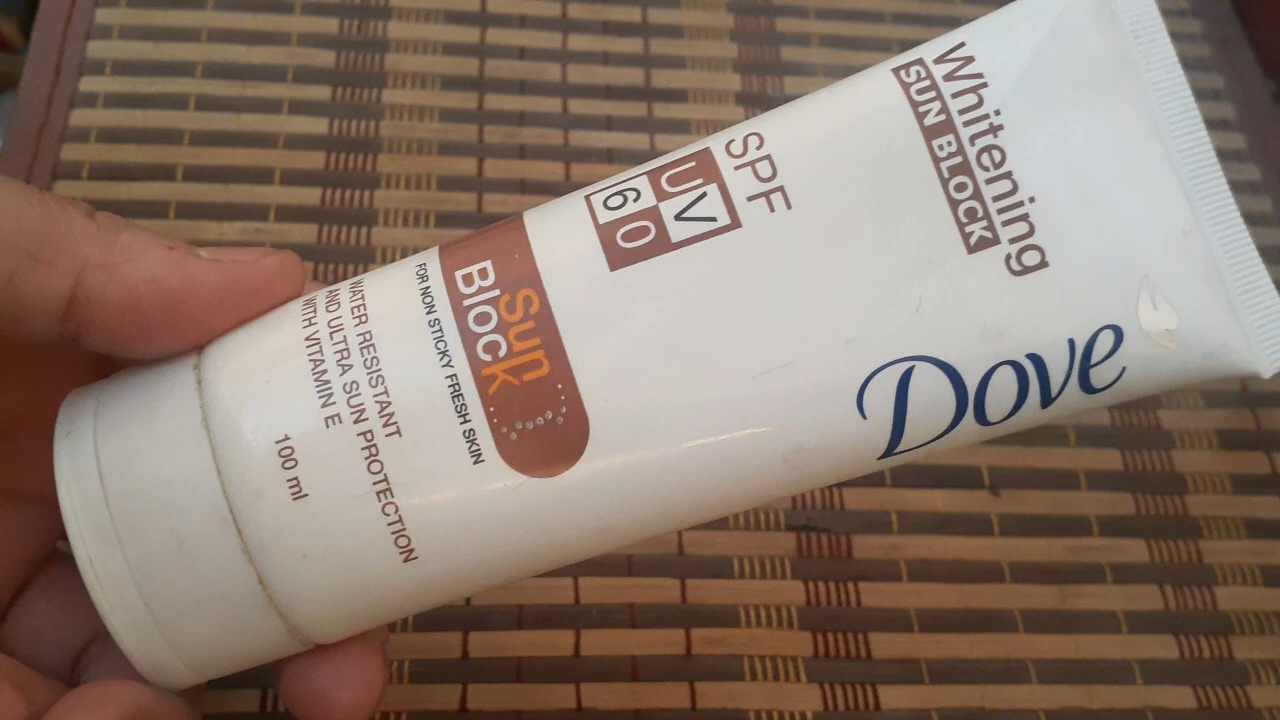 Dove
Whitening
SUN BLOCK
SPF
UV
60
Sun
Block
FOR NON STICKY FRESH SKIN
WATER RESISTANT
AND ULTRA SUN PROTECTION
WITH VITAMIN E
100 ml